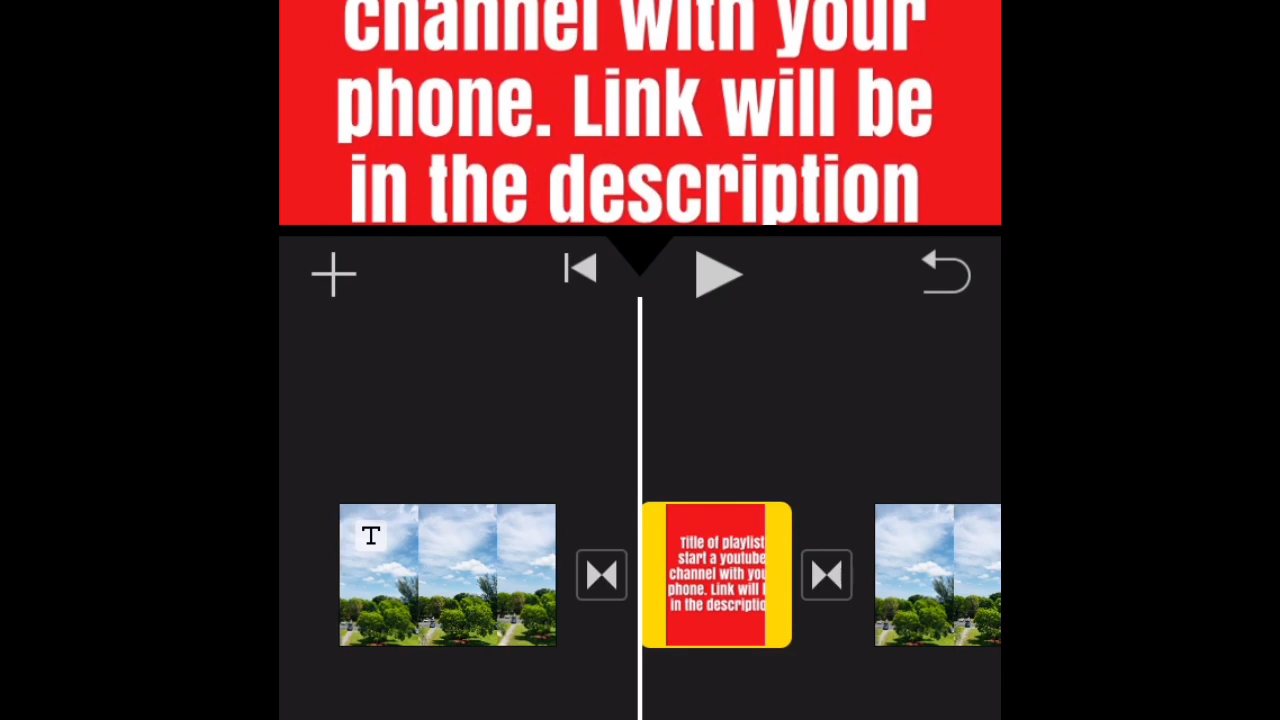 channel with your
phone. Link will be
in the description
T
Title of playlist
start a youtube
channel with you
phone. Link will
in the descriptio